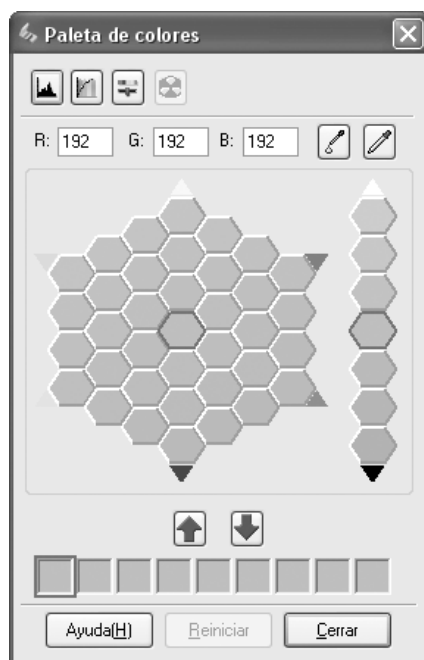 Paleta de colores
R: 192 G: 192 B: 192
Ayuda(H) Reiniciar Cerrar